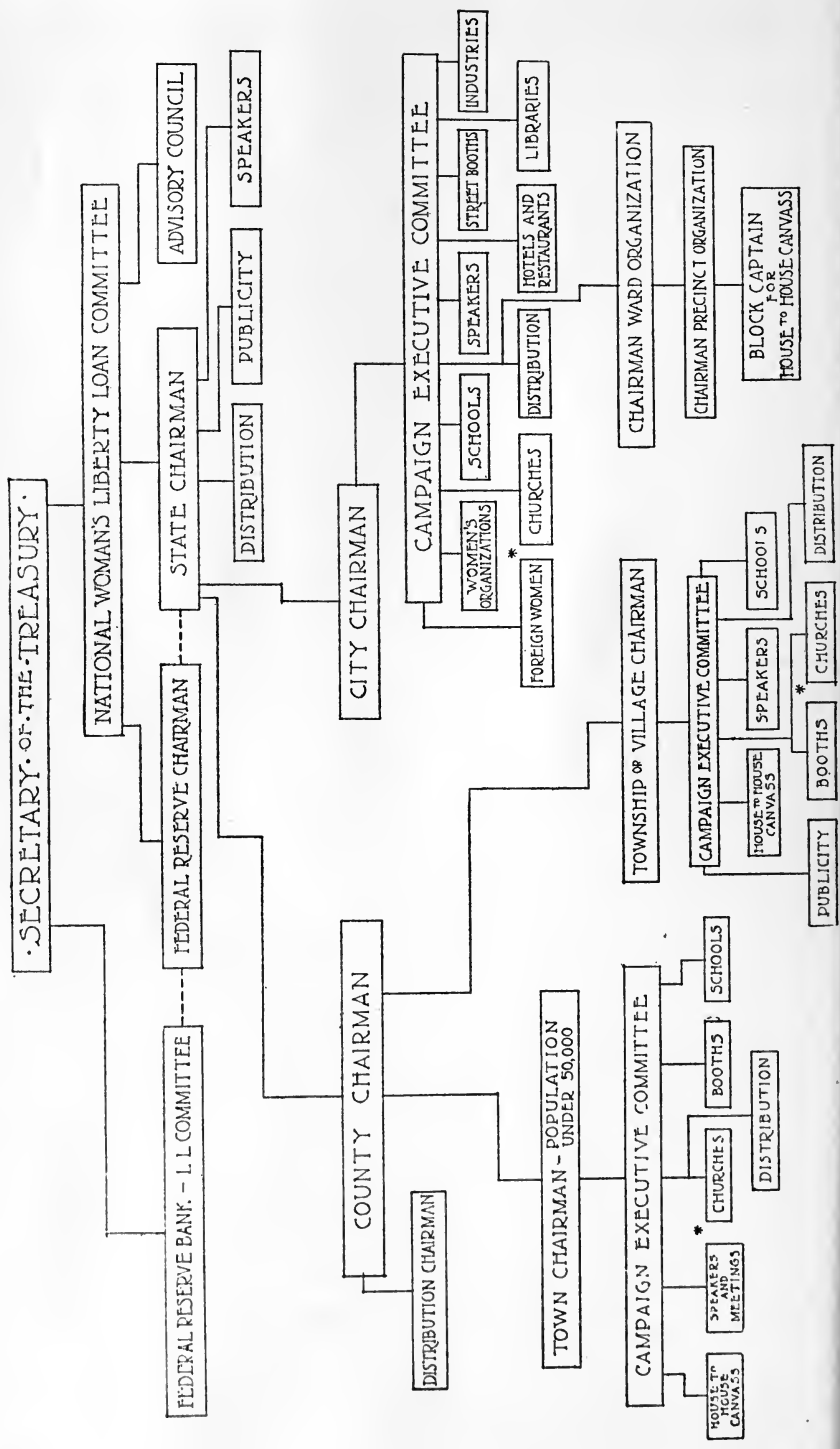 ·SECRETARY·OF·THE·TREASURY·
NATIONAL WOMAN'S LIBERTY LOAN COMMITTEE
FEDERAL RESERVE BANK.-L L COMMITTEE
FEDERAL RESERVE CHAIRMAN
STATE CHAIRMAN
ADVISORY COUNCIL
DISTRIBUTION
PUBLICITY
SPEAKERS
COUNTY CHAIRMAN
CITY CHAIRMAN
DISTRIBUTION CHAIRMAN
CAMPAIGN EXECUTIVE COMMITTEE
WOMEN'S
ORGANIZATIONS
SCHOOLS
SPEAKERS
STREET BOOTHS
INDUSTRIES
*
FOREIGN WOMEN
CHURCHES
DISTRIBUTION
HOTELS AND
RESTAURANTS
LIBRARIES
TOWN CHAIRMAN - POPULATION
UNDER 50,000
TOWNSHIP OR VILLAGE CHAIRMAN
CHAIRMAN WARD ORGANIZATION
CAMPAIGN EXECUTIVE COMMITTEE
CAMPAIGN EXECUTIVE COMMITTEE
CHAIRMAN PRECINCT ORGANIZATION
HOUSE TO
HOUSE
CANVASS
SPEAKERS
AND
MEETINGS
*
CHURCHES
BOOTHS
SCHOOLS
DISTRIBUTION
HOUSE TO HOUSE
CANVASS
SPEAKERS
SCHOOLS
BLOCK CAPTAIN
FOR
HOUSE TO HOUSE CANVASS
PUBLICITY
BOOTHS
*
CHURCHES
DISTRIBUTION